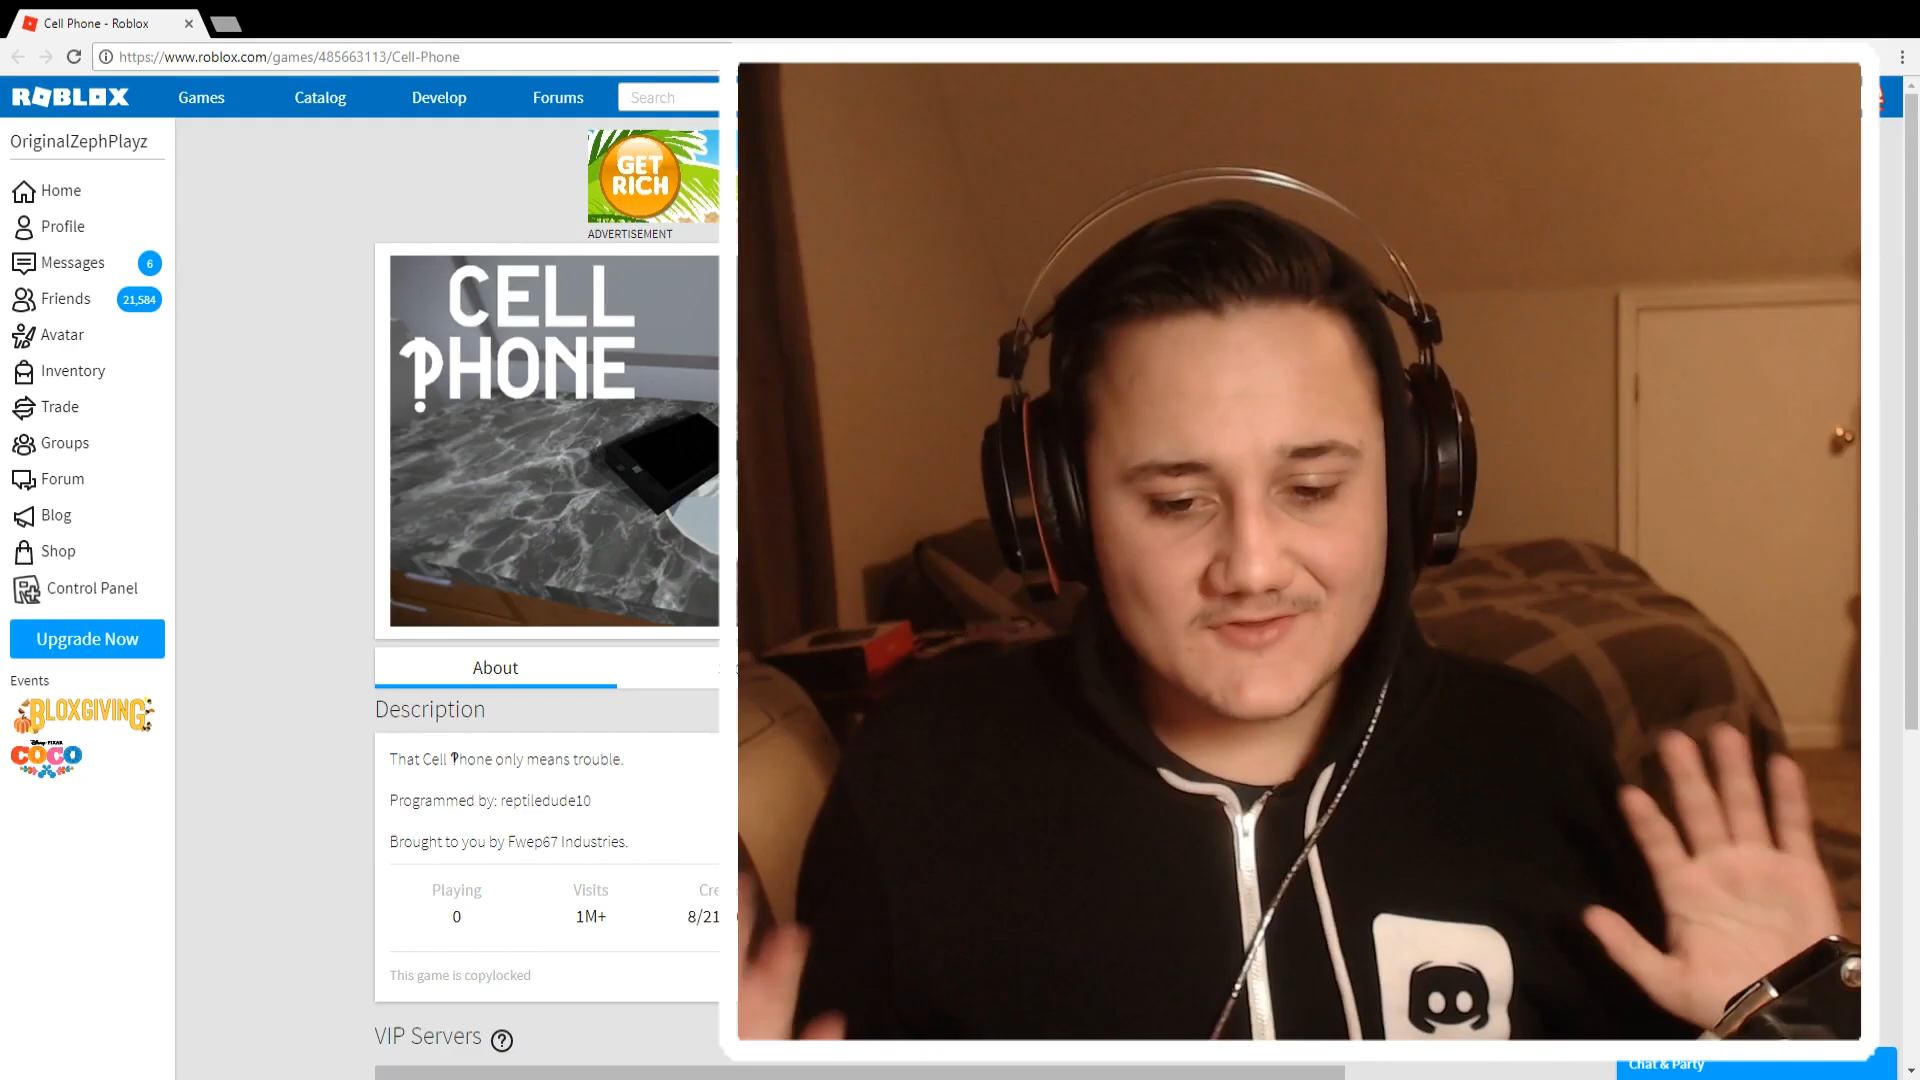 Cell Phone - Roblox
https://www.roblox.com/games/485663113/Cell-Phone
ROBLOX
Games
Catalog
Develop
Forums
Search
OriginalZephPlayz
Home
Profile
Messages
6
Friends
21,584
Avatar
Inventory
Trade
Groups
Forum
Blog
Shop
Control Panel
Upgrade Now
Events
BLOXGIVING
DISNEY PIXAR
COCO
GET
RICH
ADVERTISEMENT
CELL
PHONE
About
Description
That Cell Phone only means trouble.
Programmed by: reptiledude10
Brought to you by Fwep67 Industries.
Playing
Visits
Cre
0
1M+
8/21
This game is copylocked
VIP Servers
?
Chat & Party